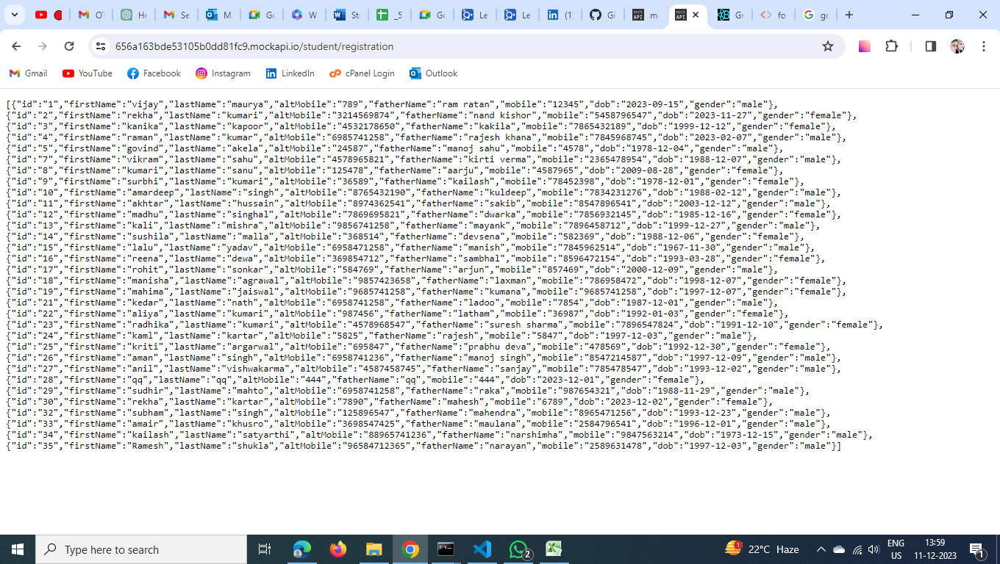 OT
He
Se
M
Go
W
St
_5
Go
Le
Le
(1)
Gi
mock API
m
mock API
Gr
fo
go
656a163bde53105b0dd81fc9.mockapi.io/student/registration
Gmail YouTube Facebook Instagram LinkedIn cPanel Login Outlook
[{"id":"1","firstName":"vijay","lastName":"maurya","altMobile":"789","fatherName":"ram ratan","mobile":"12345","dob":"2023-09-15","gender":"male"},
{"id":"2","firstName":"rekha","lastName":"kumari","altMobile":"3214569874","fatherName":"nand kishor","mobile":"5458796547","dob":"2023-11-27","gender":"female"},
{"id":"3","firstName":"kanika","lastName":"kapoor","altMobile":"4532178650","fatherName":"kakila","mobile":"7865432189","dob":"1999-12-12","gender":"female"},
{"id":"4","firstName":"raman","lastName":"kumar","altMobile":"6985741258","fatherName":"rajesh khana","mobile":"7845968745","dob":"2023-02-07","gender":"male"},
{"id":"5","firstName":"govind","lastName":"akela","altMobile":"24587","fatherName":"manoj sahu","mobile":"4578","dob":"1978-12-04","gender":"male"},
{"id":"7","firstName":"vikram","lastName":"sahu","altMobile":"4578965821","fatherName":"kirti verma","mobile":"2365478954","dob":"1988-12-07","gender":"male"},
{"id":"8","firstName":"kumari","lastName":"sanu","altMobile":"125478","fatherName":"aarju","mobile":"4587965","dob":"2009-08-28","gender":"female"},
{"id":"9","firstName":"surbhi","lastName":"kumari","altMobile":"36589","fatherName":"kailash","mobile":"78452398","dob":"1978-12-01","gender":"female"},
{"id":"10","firstName":"amardeep","lastName":"singh","altMobile":"8765432190","fatherName":"kuldeep","mobile":"7834231276","dob":"1988-02-12","gender":"male"},
{"id":"11","firstName":"akhtar","lastName":"hussain","altMobile":"8974362541","fatherName":"sakib","mobile":"8547896541","dob":"2003-12-12","gender":"male"},
{"id":"12","firstName":"madhu","lastName":"singhal","altMobile":"7869695821","fatherName":"dwarka","mobile":"7856932145","dob":"1985-12-16","gender":"female"},
{"id":"13","firstName":"kali","lastName":"mishra","altMobile":"9856741258","fatherName":"mayank","mobile":"7896458712","dob":"1999-12-27","gender":"male"},
{"id":"14","firstName":"sushila","lastName":"malla","altMobile":"368514","fatherName":"devsena","mobile":"582369","dob":"1988-12-06","gender":"female"},
{"id":"15","firstName":"lalu","lastName":"yadav","altMobile":"6958471258","fatherName":"manish","mobile":"7845962514","dob":"1967-11-30","gender":"male"},
{"id":"16","firstName":"reena","lastName":"dewa","altMobile":"369854712","fatherName":"sambhal","mobile":"8596472154","dob":"1993-03-28","gender":"female"},
{"id":"17","firstName":"rohit","lastName":"sonkar","altMobile":"584769","fatherName":"arjun","mobile":"857469","dob":"2000-12-09","gender":"male"},
{"id":"18","firstName":"manisha","lastName":"agrawal","altMobile":"9857423658","fatherName":"laxman","mobile":"786958472","dob":"1998-12-07","gender":"female"},
{"id":"19","firstName":"mahima","lastName":"jaiswal","altMobile":"9685741258","fatherName":"kumana","mobile":"9685741258","dob":"1997-12-07","gender":"female"},
{"id":"21","firstName":"kedar","lastName":"nath","altMobile":"6958741258","fatherName":"ladoo","mobile":"7854","dob":"1987-12-01","gender":"male"},
{"id":"22","firstName":"aliya","lastName":"kumari","altMobile":"987456","fatherName":"latham","mobile":"36987","dob":"1992-01-03","gender":"female"},
{"id":"23","firstName":"radhika","lastName":"kumari","altMobile":"4578968547","fatherName":"suresh sharma","mobile":"7896547824","dob":"1991-12-10","gender":"female"},
{"id":"24","firstName":"kaml","lastName":"kartar","altMobile":"5825","fatherName":"rajesh","mobile":"5847","dob":"1997-12-03","gender":"male"},
{"id":"25","firstName":"kriti","lastName":"argarwal","altMobile":"695847","fatherName":"prabhu deva","mobile":"478569","dob":"1992-12-30","gender":"female"},
{"id":"26","firstName":"aman","lastName":"singh","altMobile":"6958741236","fatherName":"manoj singh","mobile":"8547214587","dob":"1997-12-09","gender":"male"},
{"id":"27","firstName":"anil","lastName":"vishwakarma","altMobile":"4587458745","fatherName":"sanjay","mobile":"785478547","dob":"1993-12-02","gender":"male"},
{"id":"28","firstName":"qq","lastName":"qq","altMobile":"444","fatherName":"qq","mobile":"444","dob":"2023-12-01","gender":"female"},
{"id":"29","firstName":"sudhir","lastName":"mahto","altMobile":"6958741258","fatherName":"raka","mobile":"987654321","dob":"1988-11-29","gender":"male"},
{"id":"30","firstName":"rekha","lastName":"kartar","altMobile":"7890","fatherName":"mahesh","mobile":"6789","dob":"2023-12-02","gender":"female"},
{"id":"32","firstName":"subham","lastName":"singh","altMobile":"125896547","fatherName":"mahendra","mobile":"8965471256","dob":"1993-12-23","gender":"male"},
{"id":"33","firstName":"amair","lastName":"khusro","altMobile":"3698547425","fatherName":"maulana","mobile":"2584796541","dob":"1996-12-01","gender":"male"},
{"id":"34","firstName":"kailash","lastName":"satyarthi","altMobile":"88965741236","fatherName":"narshimha","mobile":"9847563214","dob":"1973-12-15","gender":"male"},
{"id":"35","firstName":"Ramesh","lastName":"shukla","altMobile":"96584712365","fatherName":"narayan","mobile":"2589631478","dob":"1997-12-03","gender":"male"}]
Type here to search
2
1
22°C Haze
ENG
US
13:59
11-12-2023
1